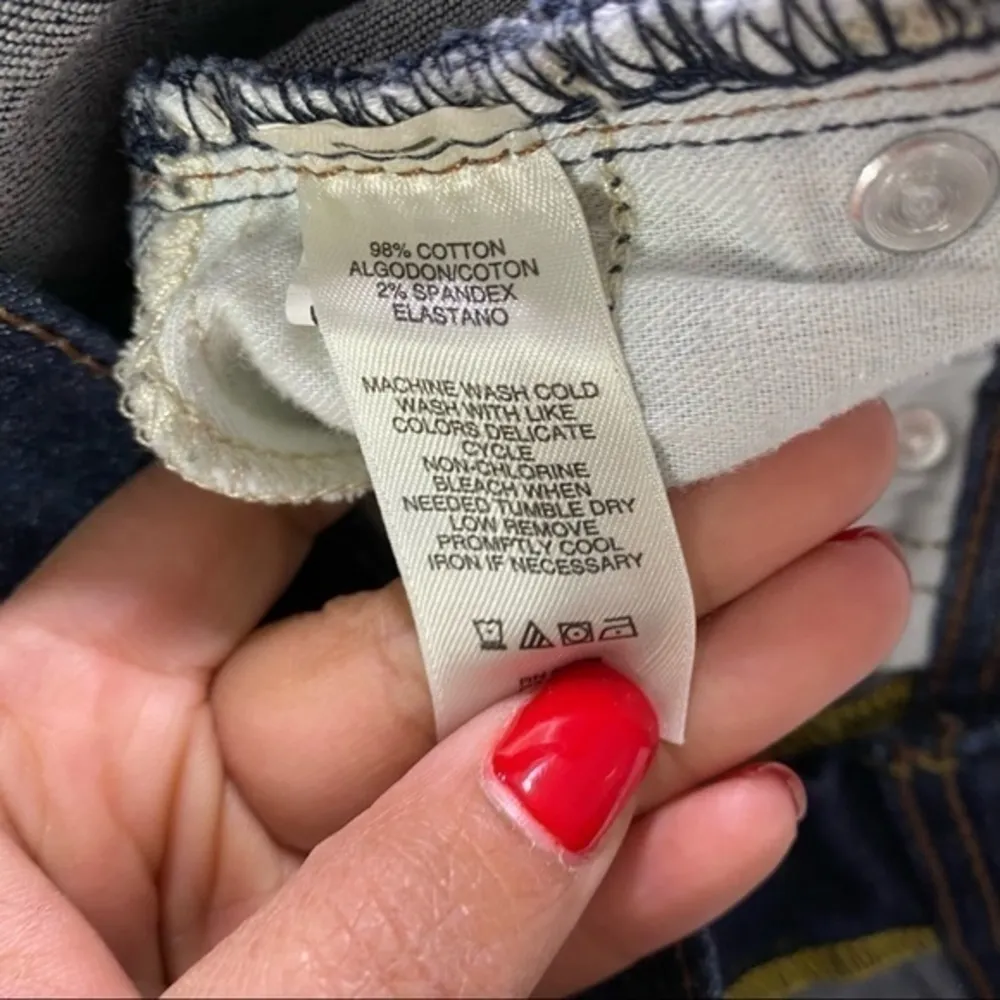 98% COTTON
ALGODON/COTON
2% SPANDEX
ELASTANO
MACHINE WASH COLD
WASH WITH LIKE
COLORS DELICATE
CYCLE
NON-CHLORINE
BLEACH WHEN
NEEDED TUMBLE DRY
LOW REMOVE
PROMPTLY COOL
IRON IF NECESSARY